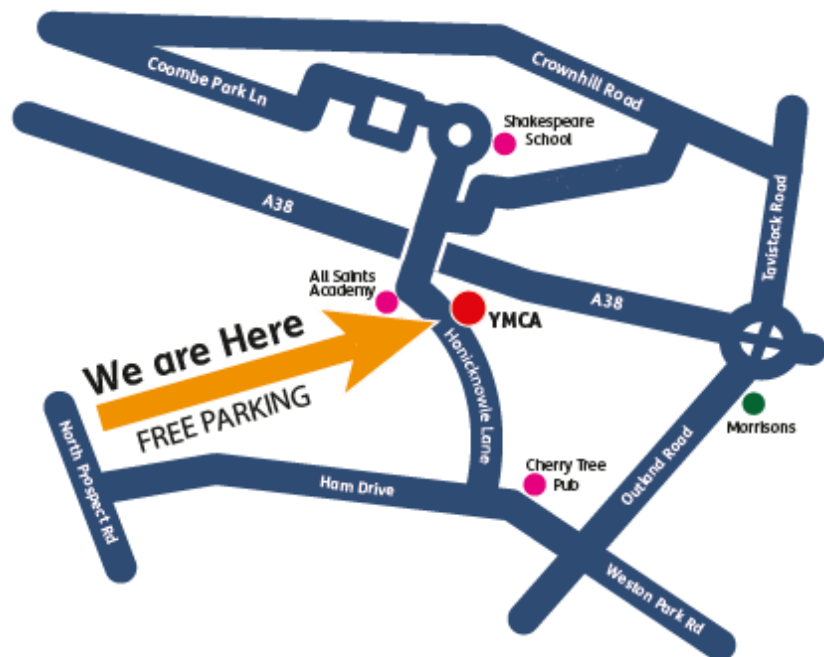 Coombe Park Ln
Crownhill Road
Shakespeare
School
Tavistock Road
A38
All Saints
Academy
A38
YMCA
We are Here
FREE PARKING
Honicknowle Lane
North Prospect Rd
Morrisons
Outland Road
Cherry Tree
Pub
Ham Drive
Weston Park Rd